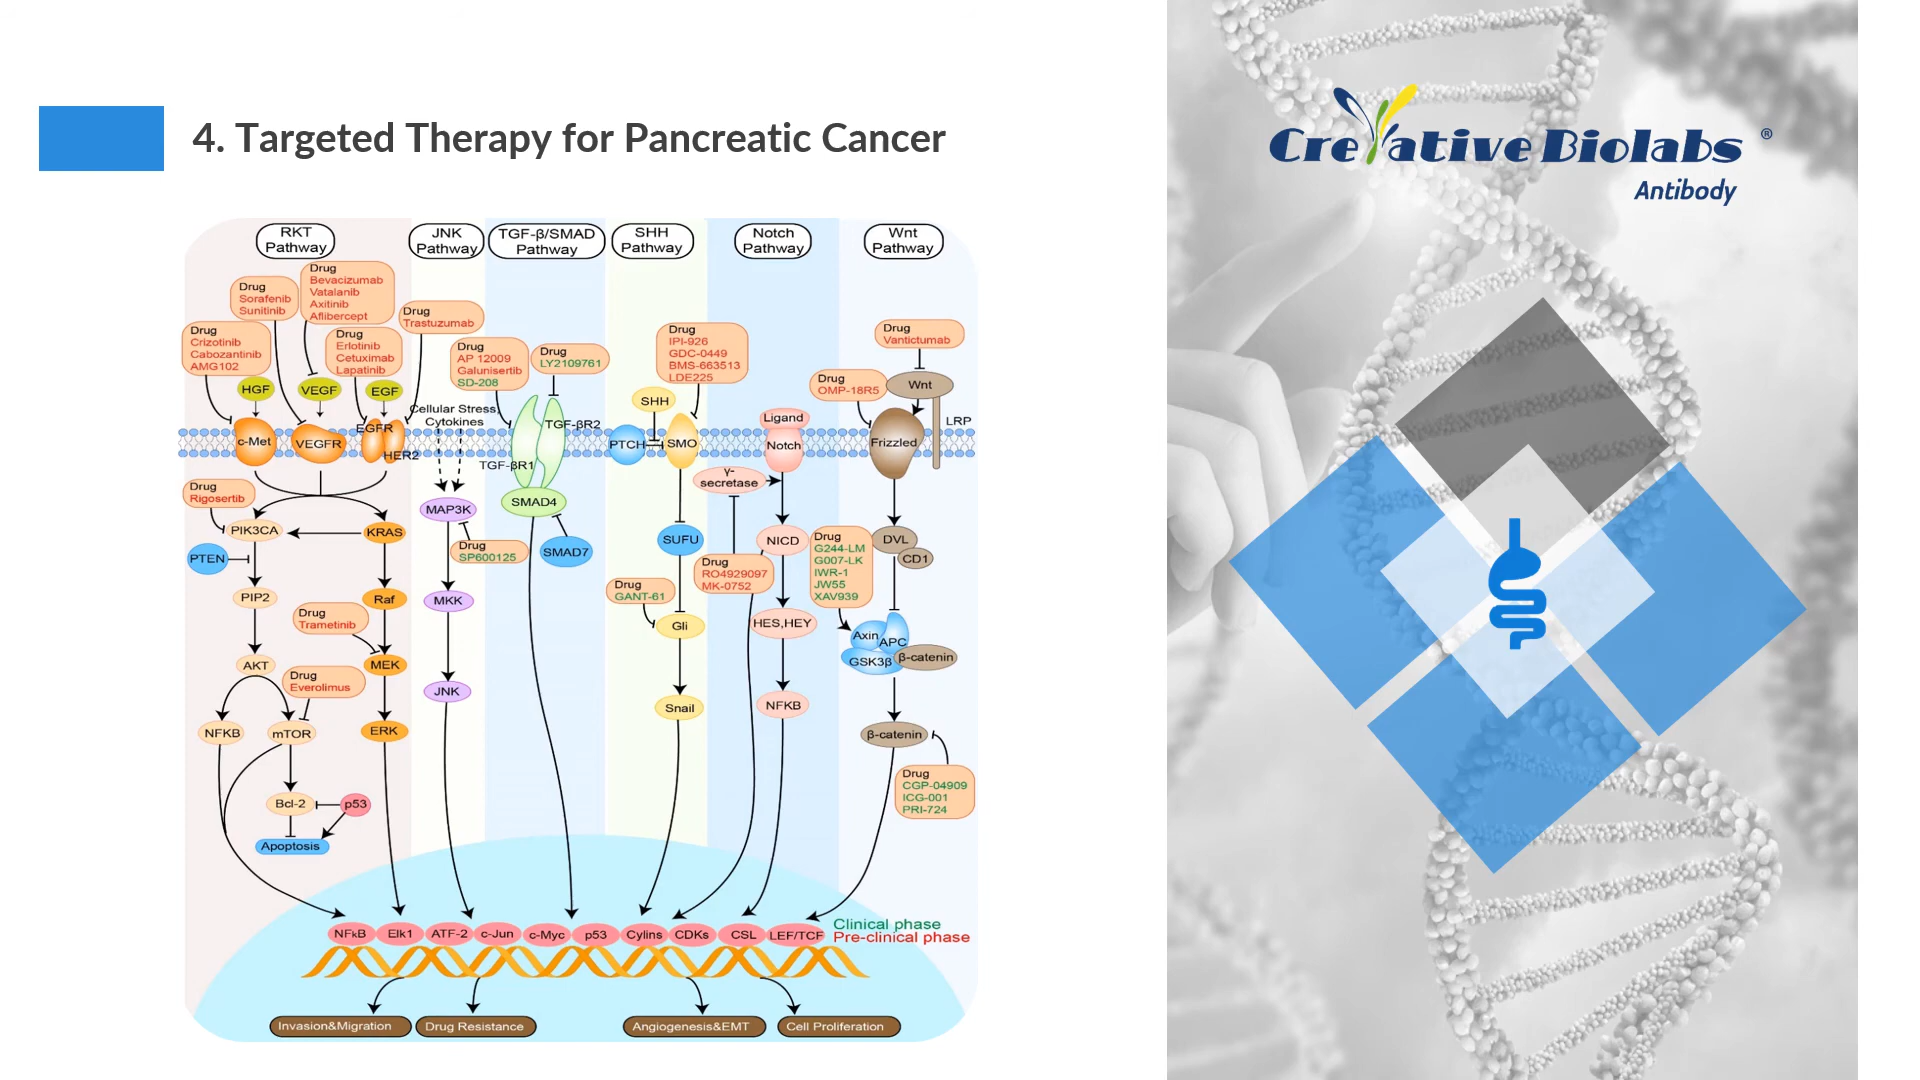 4. Targeted Therapy for Pancreatic Cancer
Creative Biolabs ®
Antibody
RKT
Pathway
JNK
Pathway
TGF-β/SMAD
Pathway
SHH
Pathway
Notch
Pathway
Wnt
Pathway
Drug
Crizotinib
Cabozantinib
AMG102
Drug
Sorafenib
Sunitinib
Drug
Bevacizumab
Vatalanib
Axitinib
Aflibercept
Drug
Erlotinib
Cetuximab
Lapatinib
Drug
Trastuzumab
HGF
VEGF
EGF
c-Met
VEGFR
EGFR
HER2
Drug
Rigosertib
PIK3CA
KRAS
PTEN
PIP2
Raf
Drug
Trametinib
AKT
MEK
Drug
Everolimus
NFKB
mTOR
ERK
Bcl-2
p53
Apoptosis
Cellular Stress,
Cytokines
MAP3K
Drug
SP600125
MKK
JNK
Drug
AP 12009
Galunisertib
SD-208
Drug
LY2109761
TGF-βR2
TGF-βR1
SMAD4
SMAD7
Drug
IPI-926
GDC-0449
BMS-663513
LDE225
SHH
PTCH
SMO
SUFU
Drug
GANT-61
Gli
Snail
Ligand
Notch
γ-
secretase
NICD
Drug
RO4929097
MK-0752
HES,HEY
NFKB
Drug
Vantictumab
Drug
OMP-18R5
Wnt
LRP
Frizzled
Drug
G244-LM
G007-LK
IWR-1
JW55
XAV939
DVL
CD1
Axin
APC
GSK3β
β-catenin
β-catenin
Drug
CGP-04909
ICG-001
PRI-724
Clinical phase
Pre-clinical phase
NFkB
Elk1
ATF-2
c-Jun
c-Myc
p53
Cylins
CDKs
CSL
LEF/TCF
Invasion&Migration
Drug Resistance
Angiogenesis&EMT
Cell Proliferation